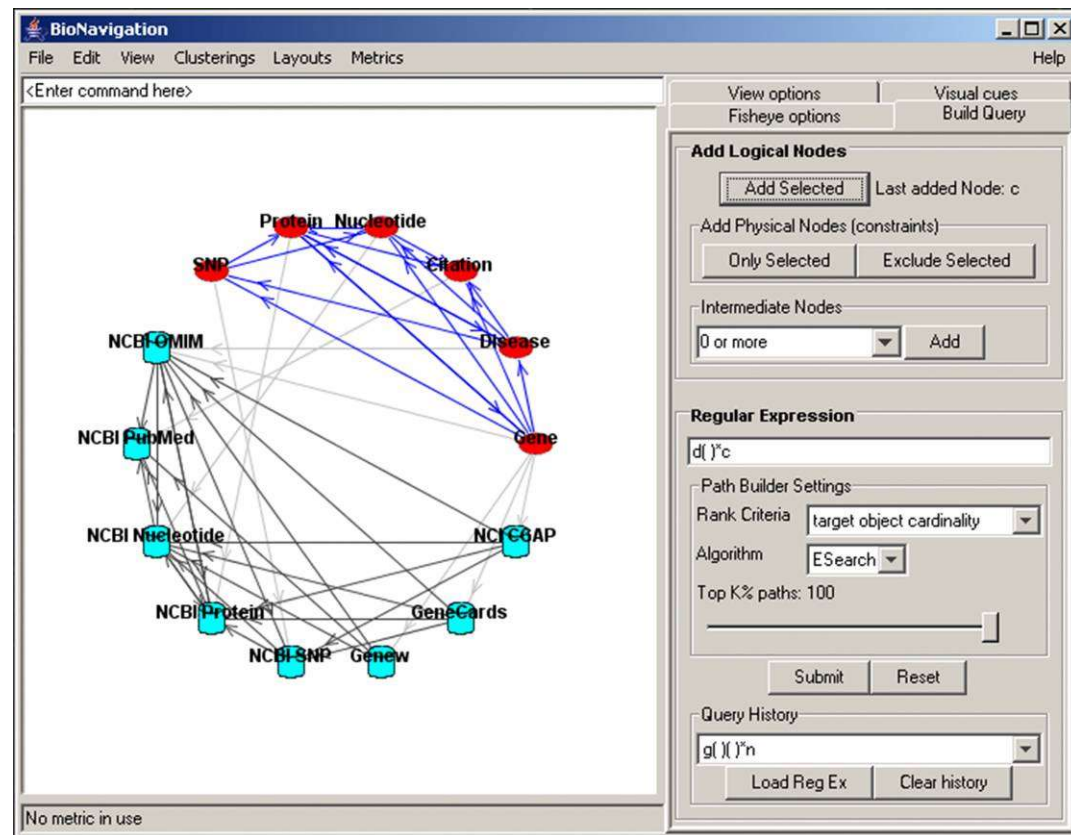 BioNavigation
File Edit View Clusterings Layouts Metrics Help
<Enter command here>
Protein Nucleotide
SNP
Citation
NCBI OMIM
Disease
NCBI PubMed
Gene
NCBI Nucleotide
NCI CGAP
NCBI Protein
GeneCards
NCBI SNP
Genew
No metric in use
View options Visual cues
Fisheye options Build Query
Add Logical Nodes
Add Selected Last added Node: c
Add Physical Nodes (constraints)
Only Selected Exclude Selected
Intermediate Nodes
0 or more Add
Regular Expression
d( )*c
Path Builder Settings
Rank Criteria target object cardinality
Algorithm ESearch
Top K% paths: 100
Submit Reset
Query History
g( )( )*n
Load Reg Ex Clear history